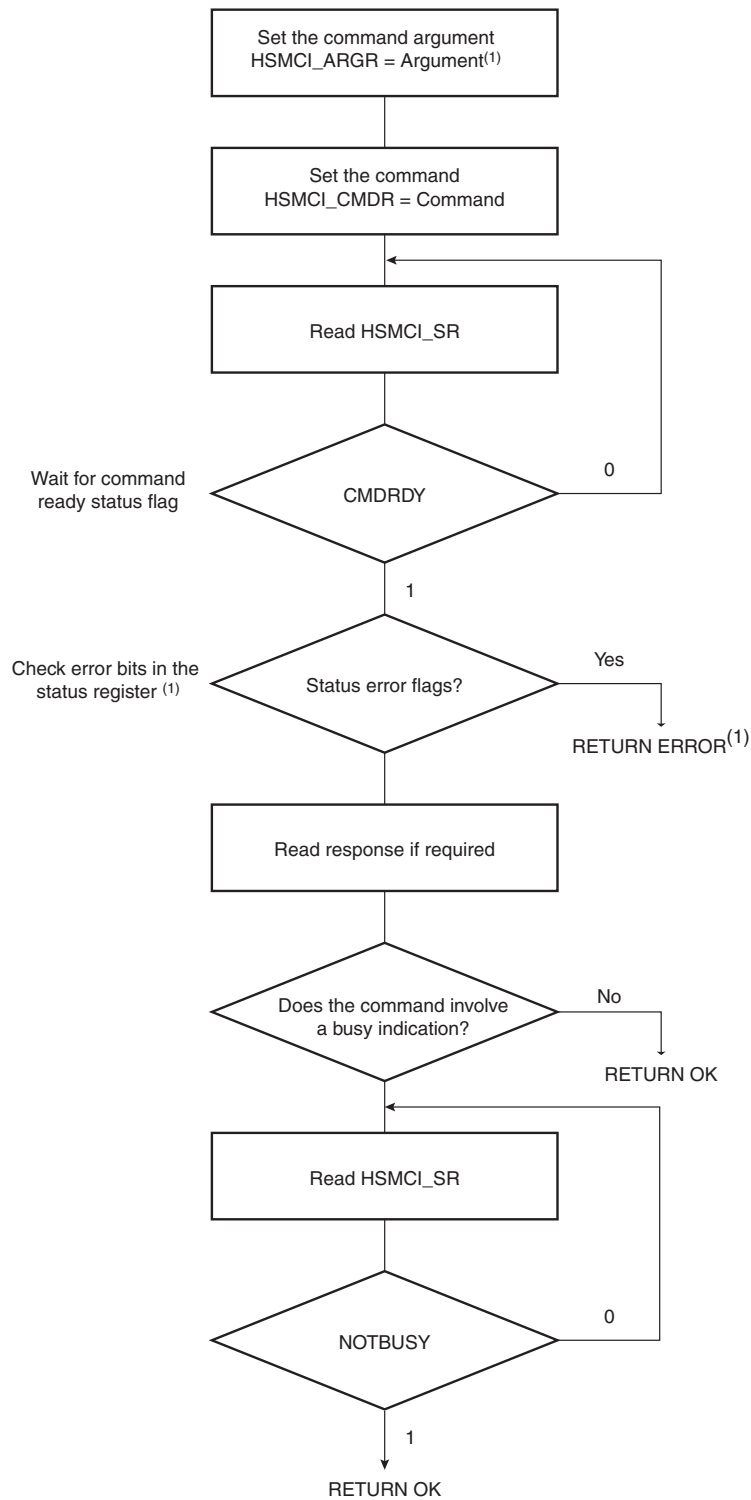 Set the command argument
HSMCI_ARGR = Argument(1)
Set the command
HSMCI_CMDR = Command
Read HSMCI_SR
Wait for command
ready status flag
CMDRDY
0
1
Check error bits in the
status register (1)
Status error flags?
Yes
RETURN ERROR(1)
Read response if required
Does the command involve
a busy indication?
No
RETURN OK
Read HSMCI_SR
NOTBUSY
0
1
RETURN OK